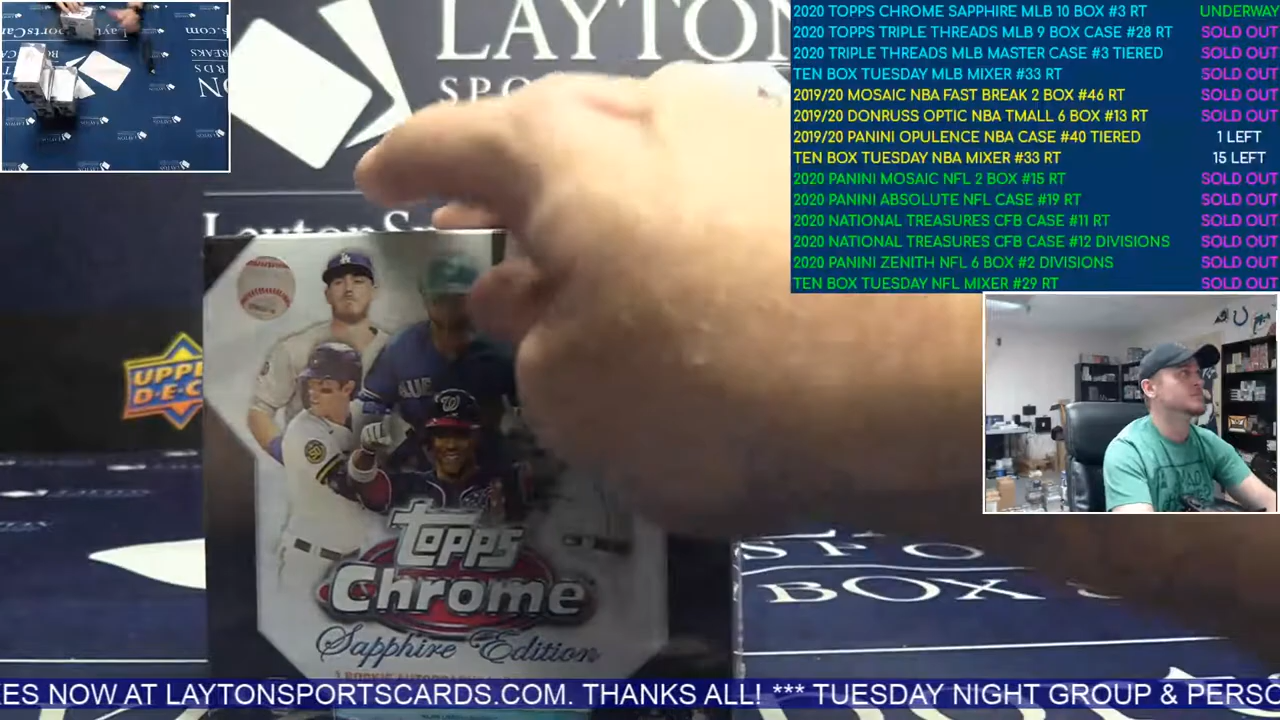 LAYTON
SPO
LaytonSp
UPPE
D·E·C
LA
W
Topps
Chrome
Sapphire Edition
SPO
BOX
2020 TOPPS CHROME SAPPHIRE MLB 10 BOX #3 RT UNDERWAY
2020 TOPPS TRIPLE THREADS MLB 9 BOX CASE #28 RT SOLD OUT
2020 TRIPLE THREADS MLB MASTER CASE #3 TIERED SOLD OUT
TEN BOX TUESDAY MLB MIXER #33 RT SOLD OUT
2019/20 MOSAIC NBA FAST BREAK 2 BOX #46 RT SOLD OUT
2019/20 DONRUSS OPTIC NBA TMALL 6 BOX #13 RT SOLD OUT
2019/20 PANINI OPULENCE NBA CASE #40 TIERED 1 LEFT
TEN BOX TUESDAY NBA MIXER #33 RT 15 LEFT
2020 PANINI MOSAIC NFL 2 BOX #15 RT SOLD OUT
2020 PANINI ABSOLUTE NFL CASE #19 RT SOLD OUT
2020 NATIONAL TREASURES CFB CASE #11 RT SOLD OUT
2020 NATIONAL TREASURES CFB CASE #12 DIVISIONS SOLD OUT
2020 PANINI ZENITH NFL 6 BOX #2 DIVISIONS SOLD OUT
TEN BOX TUESDAY NFL MIXER #29 RT SOLD OUT
KES NOW AT LAYTONSPORTSCARDS.COM. THANKS ALL! *** TUESDAY NIGHT GROUP & PERSO